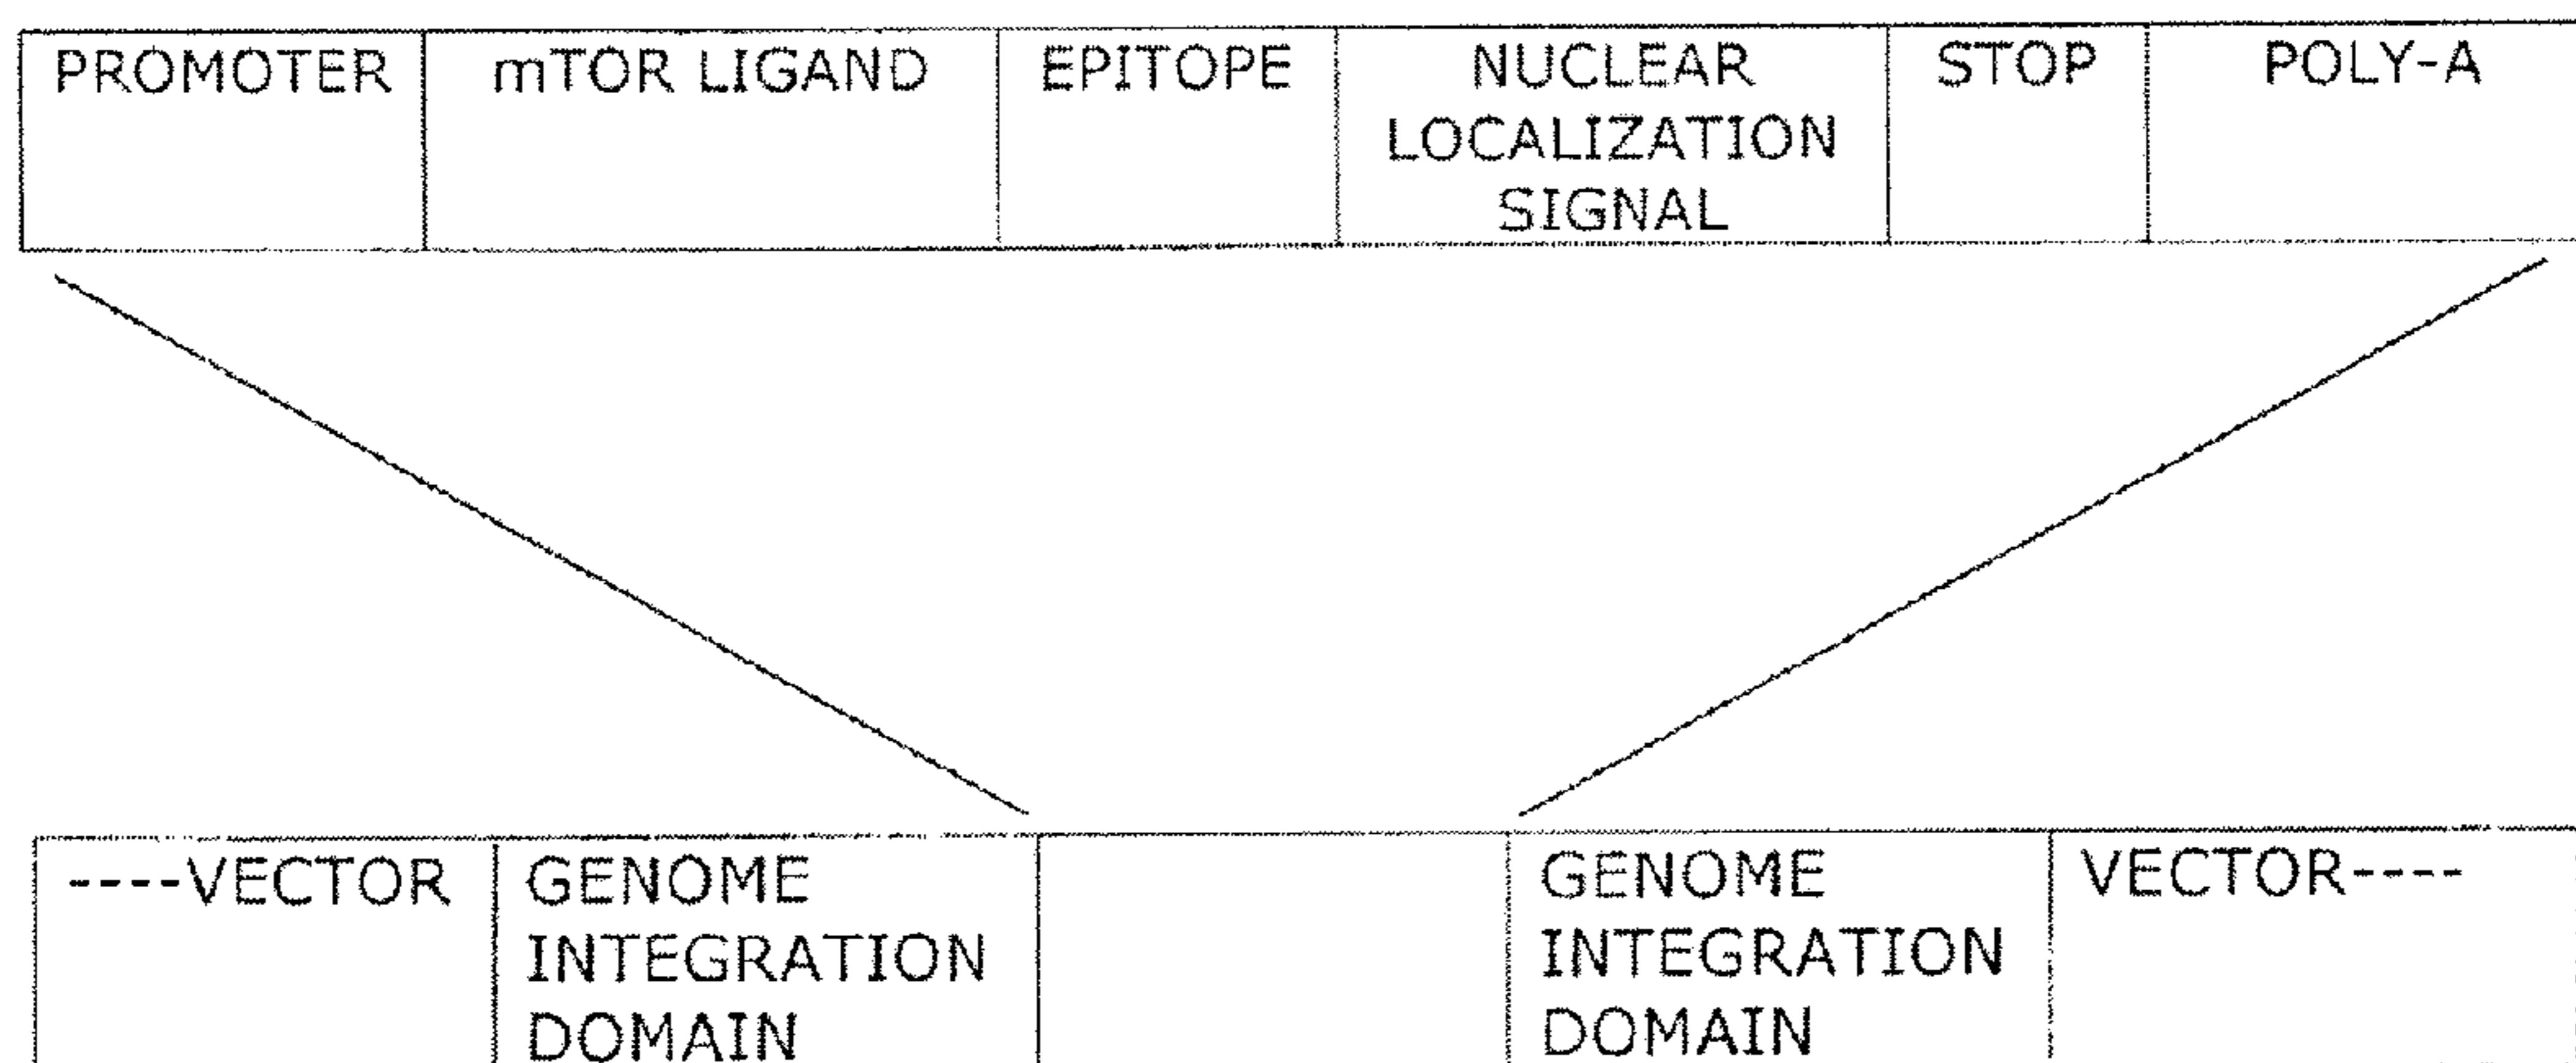 PROMOTER
mTOR LIGAND
EPITOPE
NUCLEAR
LOCALIZATION
SIGNAL
STOP
POLY-A
----VECTOR
GENOME
INTEGRATION
DOMAIN
GENOME
INTEGRATION
DOMAIN
VECTOR----